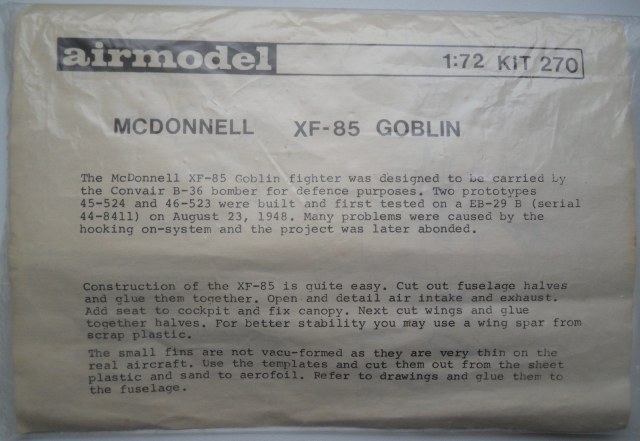 airmodel 1:72 KIT 270
MCDONNELL XF-85 GOBLIN
The McDonnell XF-85 Goblin fighter was designed to be carried by
the Convair B-36 bomber for defence purposes. Two prototypes
45-524 and 46-523 were built and first tested on a EB-29 B (serial
44-8411) on August 23, 1948. Many problems were caused by the
hooking on-system and the project was later abonded.
Construction of the XF-85 is quite easy. Cut out fuselage halves
and glue them together. Open and detail air intake and exhaust.
Add seat to cockpit and fix canopy. Next cut wings and glue
together halves. For better stability you may use a wing spar from
scrap plastic.
The small fins are not vacu-formed as they are very thin on the
real aircraft. Use the templates and cut them out from the sheet
plastic and sand to aerofoil. Refer to drawings and glue them to
the fuselage.